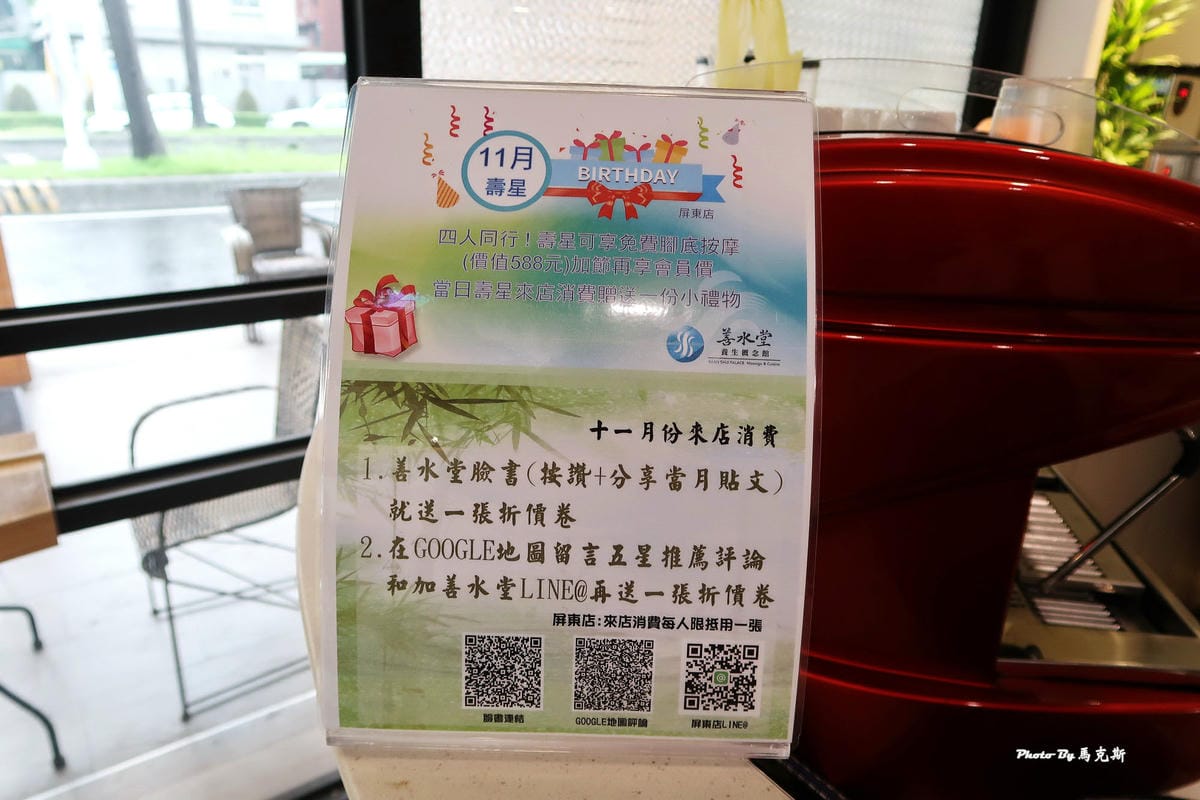 11月
壽星
BIRTHDAY
屏東店
四人同行!壽星可享免費腳底按摩
(價值588元)加節再享會員價
當日壽星來店消費贈送一份小禮物
善水堂
養生概念館
十一月份來店消費
1.善水堂臉書(按讚+分享當月貼文)
就送一張折價卷
2.在GOOGLE地圖留言五星推薦評論
和加善水堂LINE@再送一張折價卷
屏東店:來店消費每人限抵用一張
臉書連結
GOOGLE地圖評論
屏東店LINE@
Photo By 馬克斯